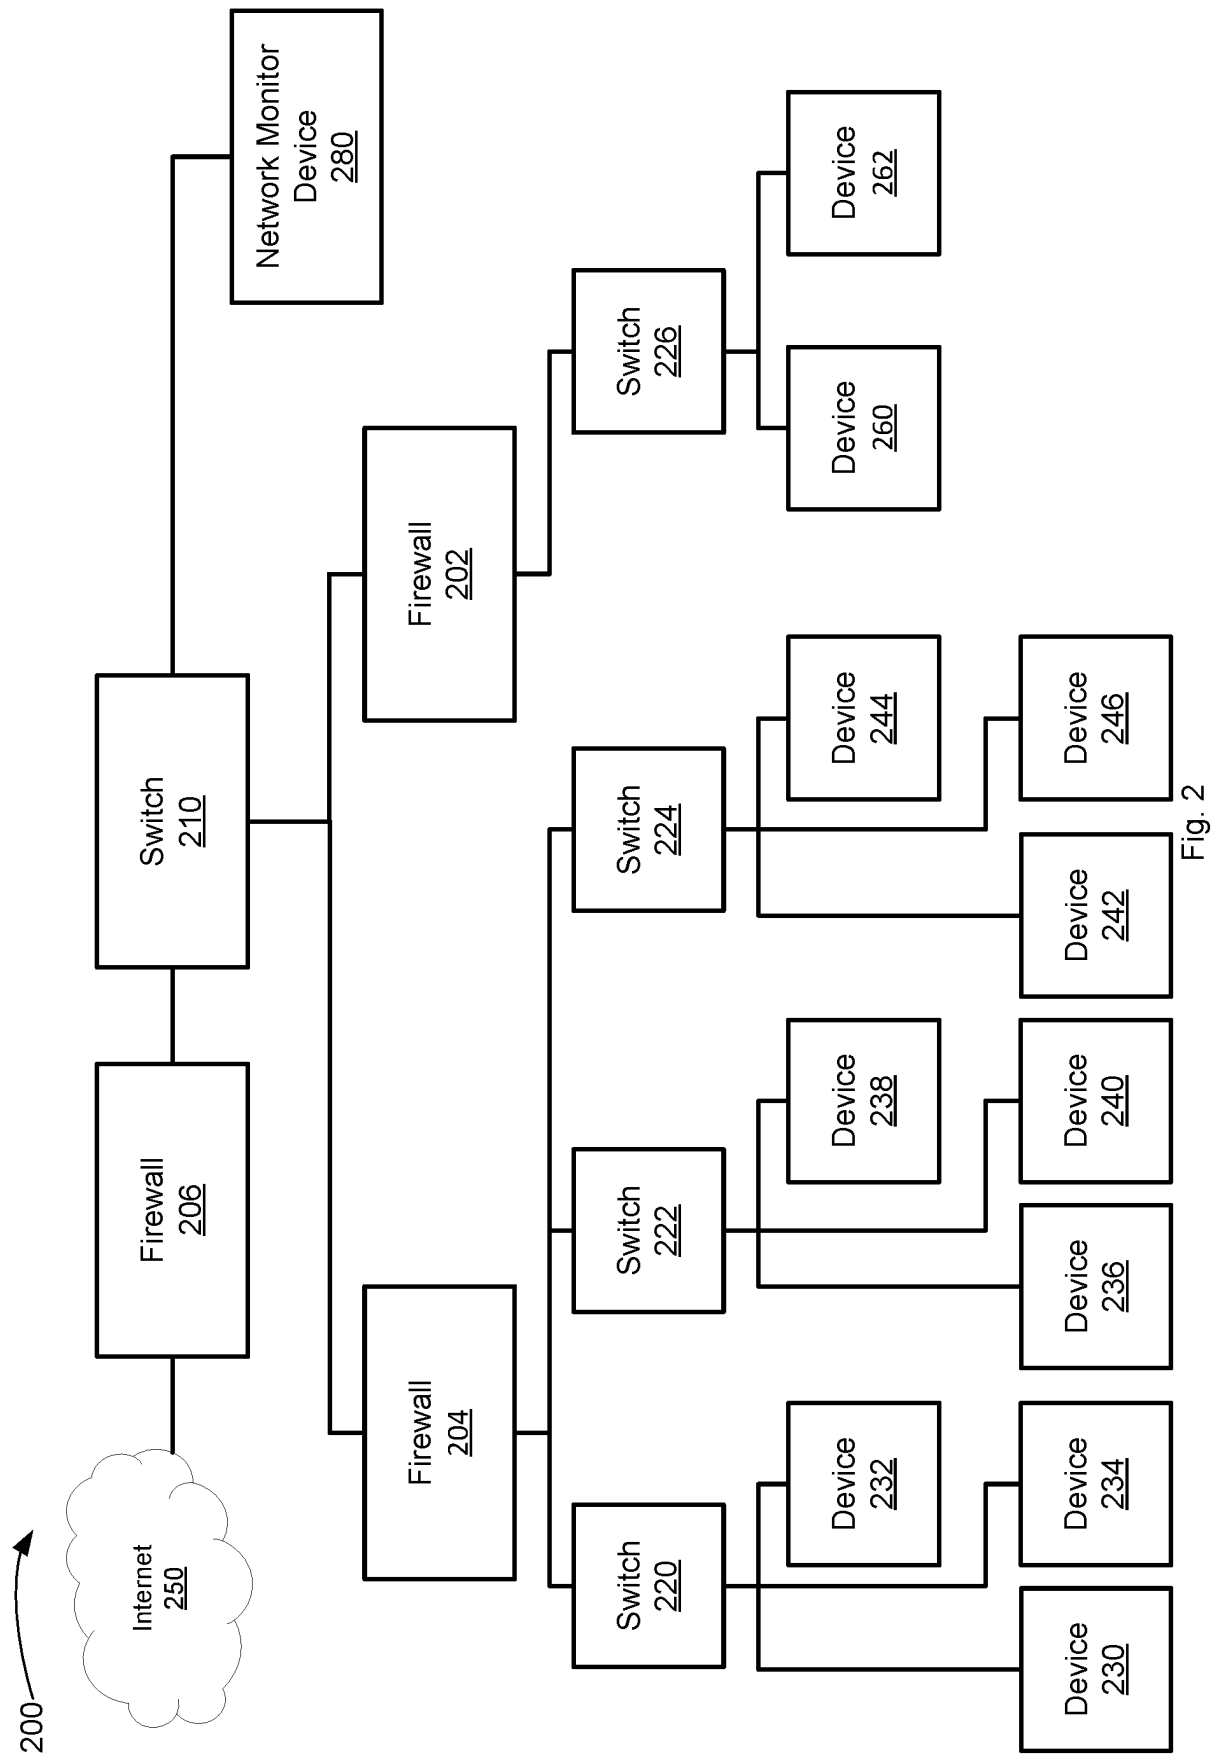 200
Internet
250
Firewall
206
Switch
210
Network Monitor
Device
280
Firewall
204
Firewall
202
Switch
220
Switch
222
Switch
224
Switch
226
Device
232
Device
238
Device
244
Device
260
Device
262
Device
230
Device
234
Device
236
Device
240
Device
242
Device
246
Fig. 2